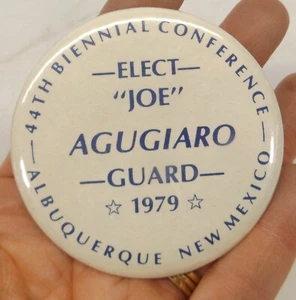 — 44TH BIENNIAL CONFERENCE —
—ELECT—
"JOE"
AGUGIARO
—GUARD—
☆ 1979 ☆
ALBUQUERQUE NEW MEXICO